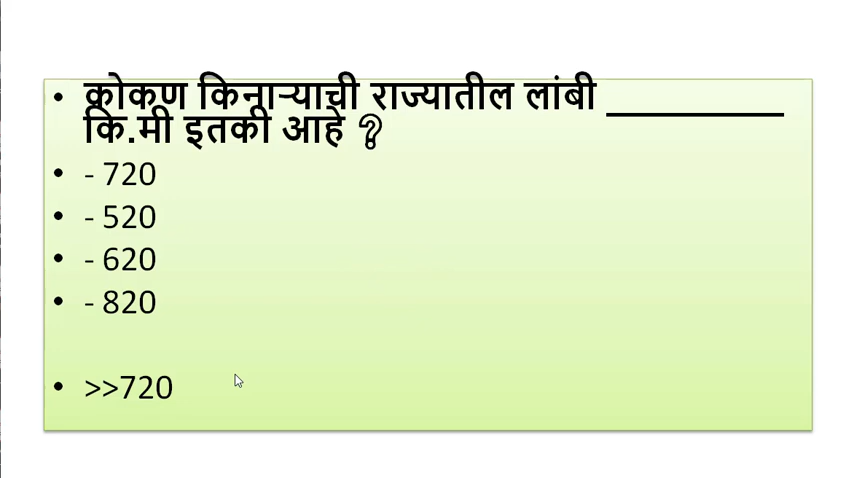 • कोकण किनाऱ्याची राज्यातील लांबी __________
कि.मी इतकी आहे ?
• - 720
• - 520
• - 620
• - 820
• >>720